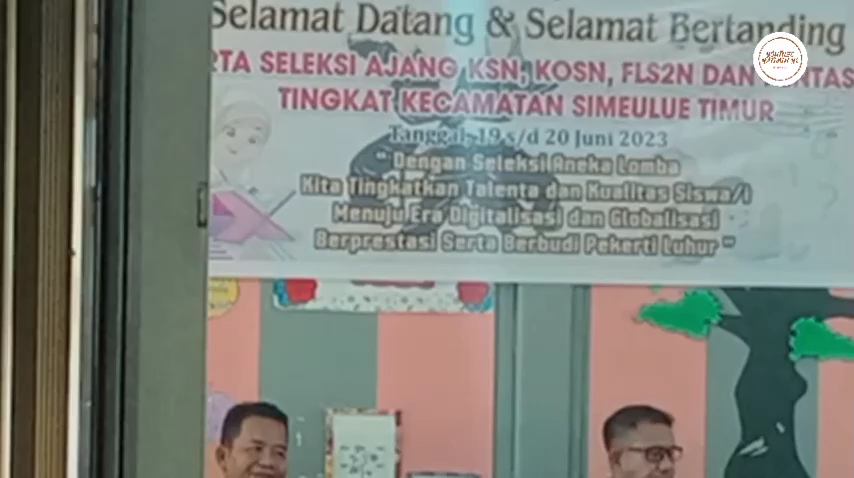 Selamat Datang & Selamat Bertanding
RTA SELEKSI AJANG KSN, KOSN, FLS2N DAN
TINGKAT KECAMATAN SIMEULUE TIMUR
Tanggal, 19 s/d 20 Juni 2023
" Dengan Seleksi Aneka Lomba
Kita Tingkatkan Talenta dan Kualitas Siswa/i
Menuju Era Digitalisasi dan Globalisasi
Berprestasi Serta Berbudi Pekerti Luhur "